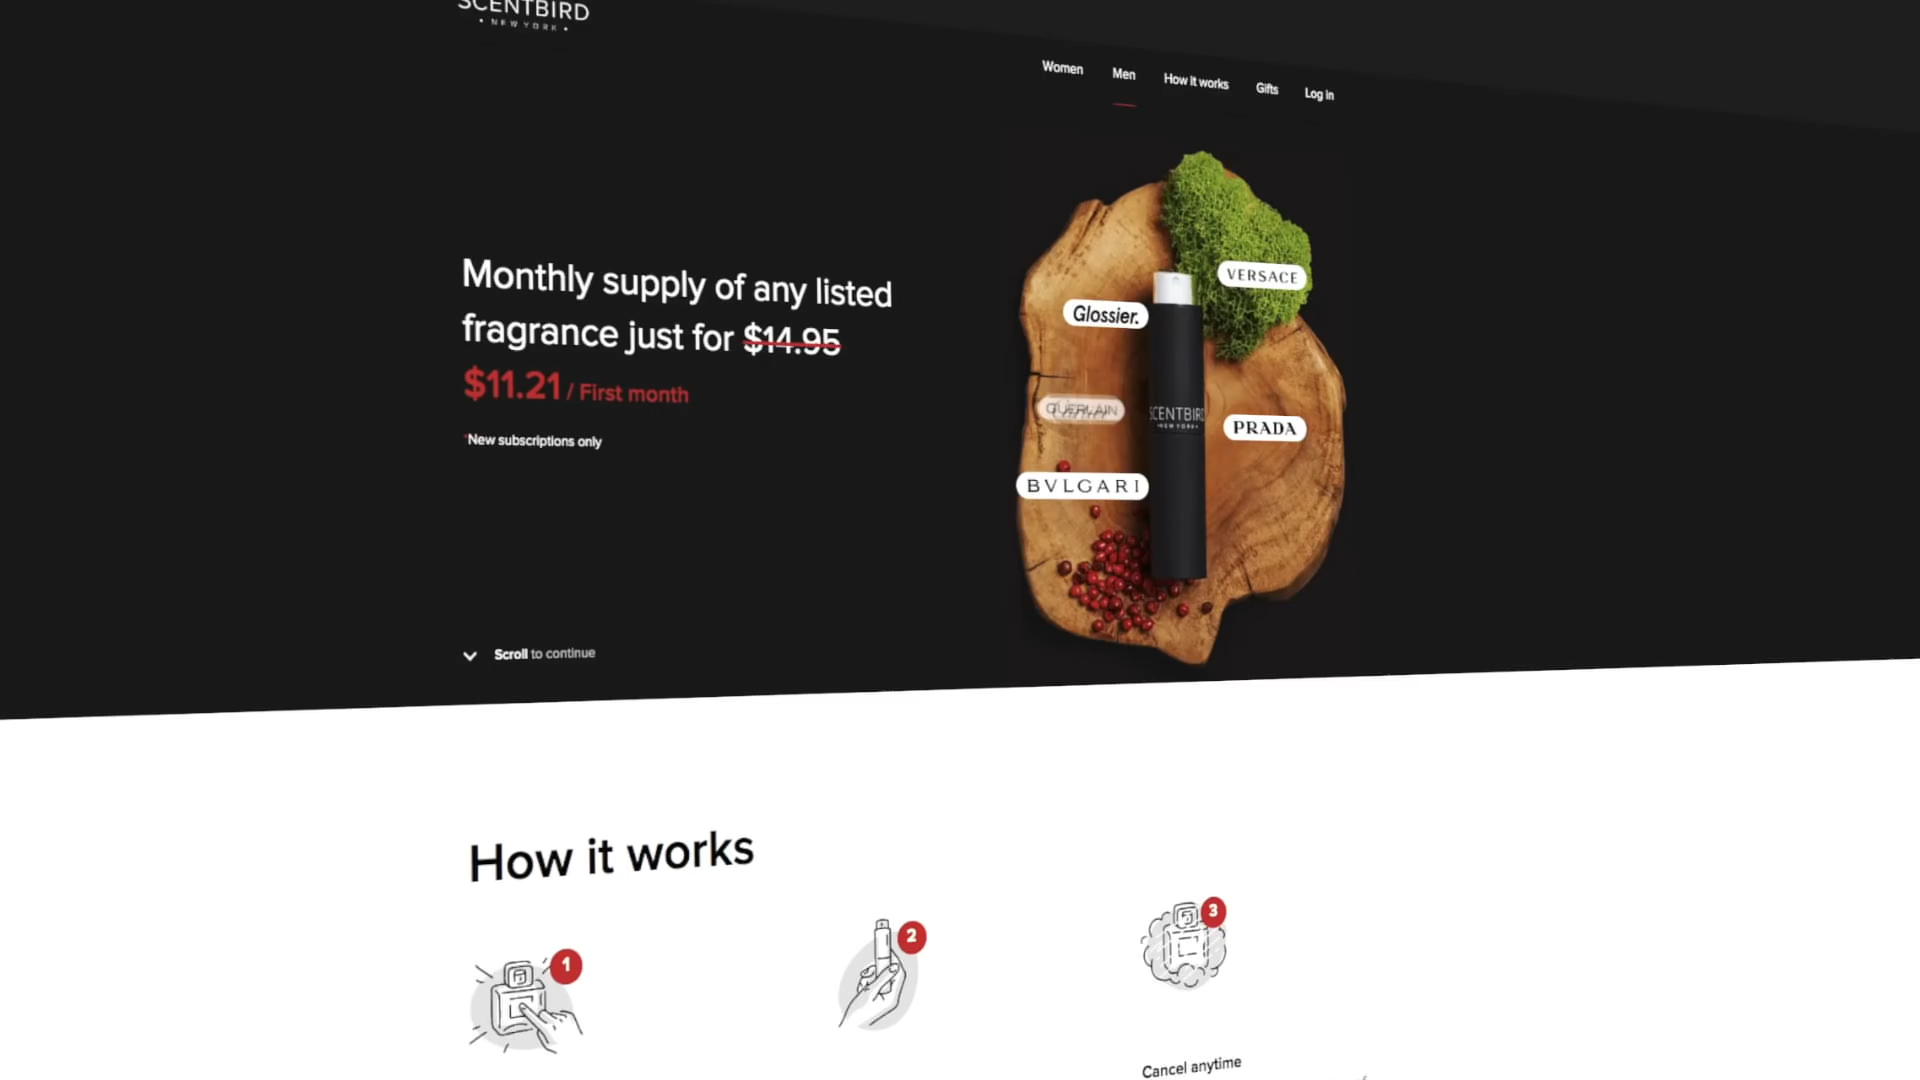 SCENTBIRD
• NEW YORK •
Women Men How it works Gifts Log in
Monthly supply of any listed
fragrance just for $14.95
$11.21 / First month
*New subscriptions only
VERSACE
Glossier.
SCENTBIRD
•NEW YORK•
PRADA
BVLGARI
Scroll to continue
How it works
1
2
3
Cancel anytime